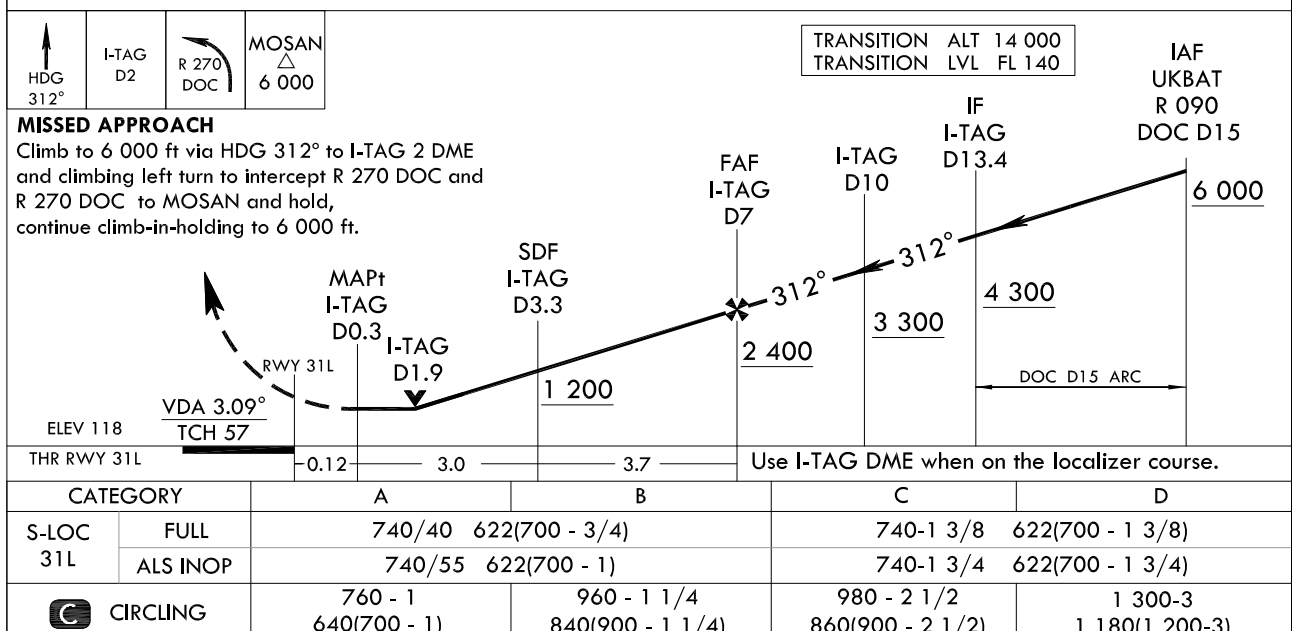 HDG
312°
I-TAG
D2
R 270
DOC
MOSAN
6 000
TRANSITION ALT 14 000
TRANSITION LVL FL 140
MISSED APPROACH
Climb to 6 000 ft via HDG 312° to I-TAG 2 DME
and climbing left turn to intercept R 270 DOC and
R 270 DOC to MOSAN and hold,
continue climb-in-holding to 6 000 ft.
IAF
UKBAT
R 090
DOC D15
IF
I-TAG
D13.4
I-TAG
D10
FAF
I-TAG
D7
SDF
I-TAG
D3.3
MAPt
I-TAG
D0.3
I-TAG
D1.9
6 000
312°
312°
4 300
3 300
2 400
1 200
DOC D15 ARC
RWY 31L
VDA 3.09°
TCH 57
ELEV 118
THR RWY 31L
0.12
3.0
3.7
Use I-TAG DME when on the localizer course.
CATEGORY A B C D
S-LOC
31L
FULL 740/40 622(700 - 3/4) 740-1 3/8 622(700 - 1 3/8)
ALS INOP 740/55 622(700 - 1) 740-1 3/4 622(700 - 1 3/4)
C CIRCLING
760 - 1 960 - 1 1/4 980 - 2 1/2 1 300-3
640(700 - 1) 840(900 - 1 1/4) 860(900 - 2 1/2) 1 180(1 200-3)